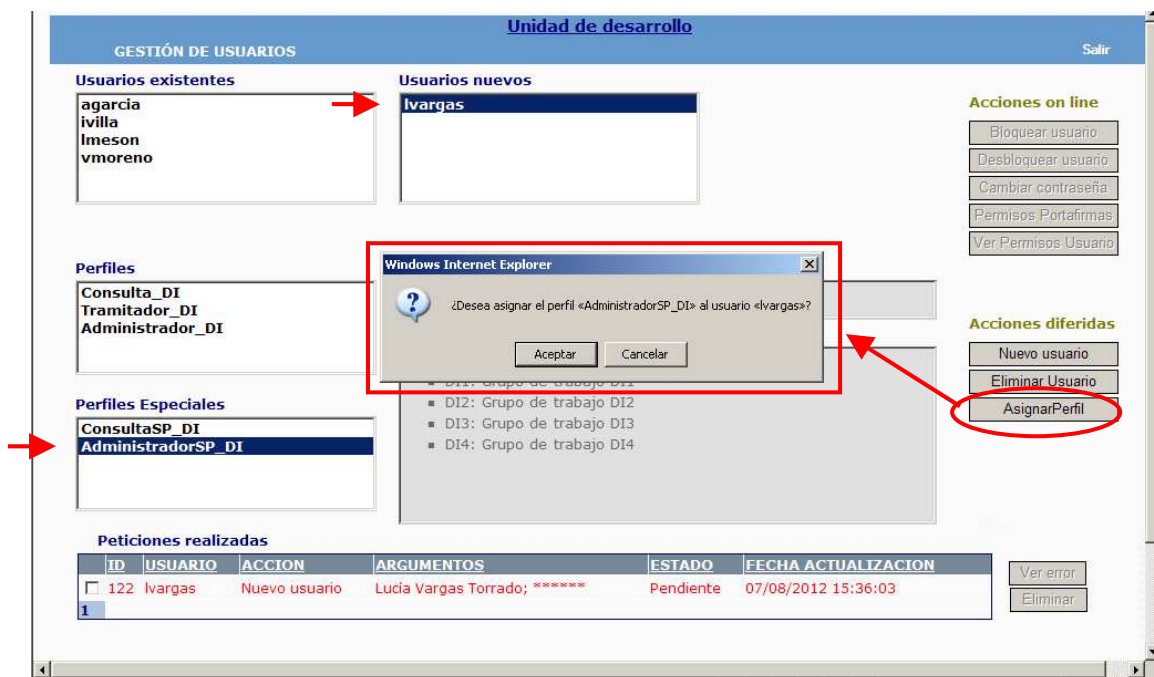 Unidad de desarrollo
GESTIÓN DE USUARIOS
Salir
Usuarios existentes
agarcia
ivilla
lmeson
vmoreno
Usuarios nuevos
lvargas
Acciones on line
Bloquear usuario
Desbloquear usuario
Cambiar contraseña
Permisos Portafirmas
Ver Permisos Usuario
Perfiles
Consulta_DI
Tramitador_DI
Administrador_DI
Windows Internet Explorer
¿Desea asignar el perfil «AdministradorSP_DI» al usuario «lvargas»?
Aceptar Cancelar
Acciones diferidas
Nuevo usuario
Eliminar Usuario
AsignarPerfil
Perfiles Especiales
ConsultaSP_DI
AdministradorSP_DI
DI1: Grupo de trabajo DI1
DI2: Grupo de trabajo DI2
DI3: Grupo de trabajo DI3
DI4: Grupo de trabajo DI4
Peticiones realizadas
ID USUARIO ACCION ARGUMENTOS ESTADO FECHA ACTUALIZACION
122 lvargas Nuevo usuario Lucía Vargas Torrado; ****** Pendiente 07/08/2012 15:36:03
1
Ver error
Eliminar